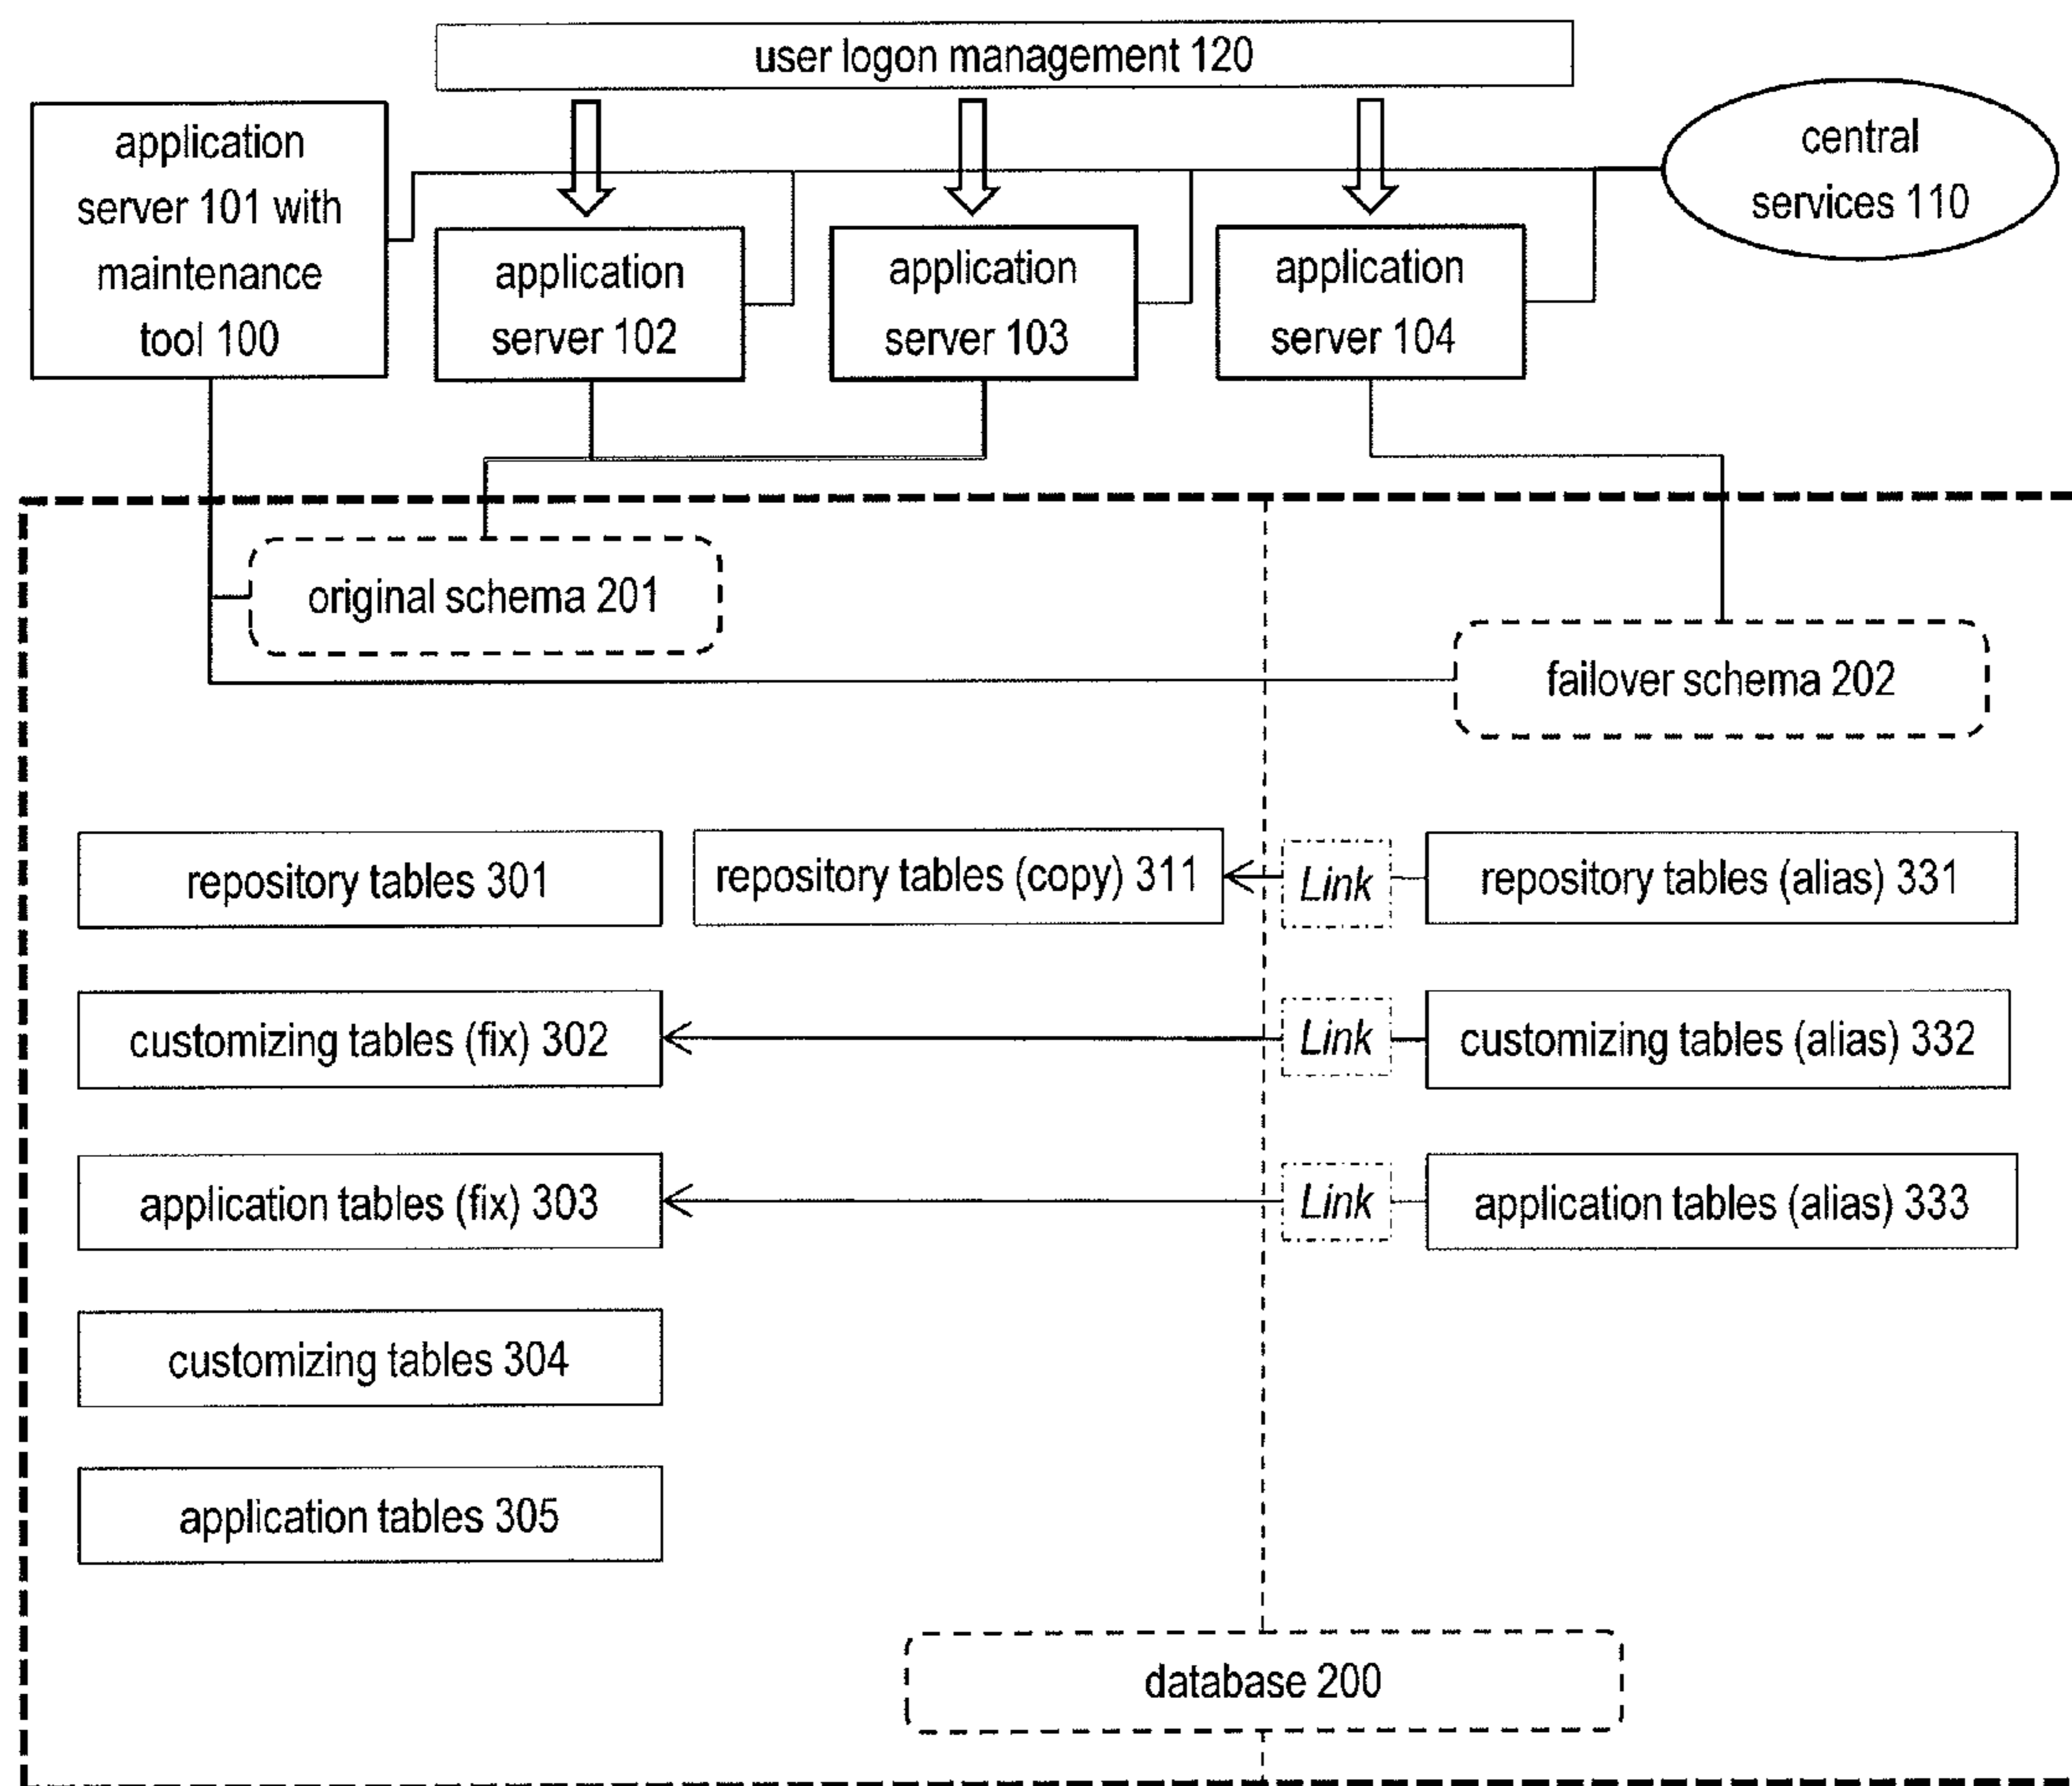 user logon management 120
application
server 101 with
maintenance
tool 100
central
services 110
application
server 102
application
server 103
application
server 104
original schema 201
failover schema 202
repository tables 301
repository tables (copy) 311
Link
repository tables (alias) 331
customizing tables (fix) 302
Link
customizing tables (alias) 332
application tables (fix) 303
Link
application tables (alias) 333
customizing tables 304
application tables 305
database 200